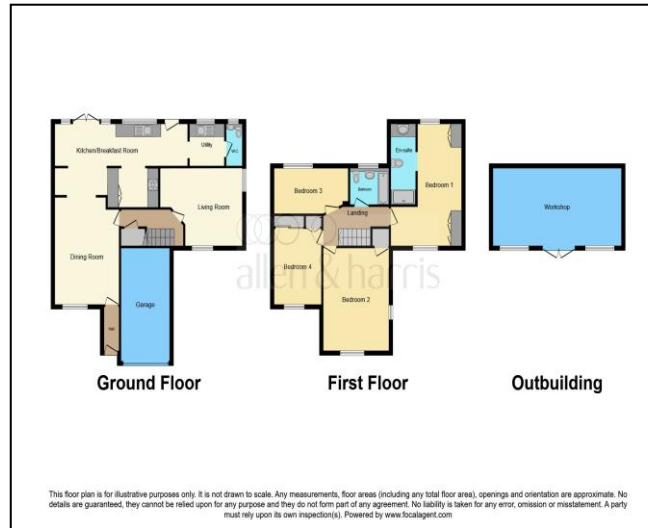 Kitchen/Breakfast Room
Utility
WC
Living Room
Dining Room
Garage
Hall
Ground Floor
En-suite
Bedroom 1
Bedroom 3
Bathroom
Landing
Bedroom 4
Bedroom 2
First Floor
Workshop
Outbuilding
allen & harris
This floor plan is for illustrative purposes only. It is not drawn to scale. Any measurements, floor areas (including any total floor area), openings and orientation are approximate. No
details are guaranteed, they cannot be relied upon for any purpose and they do not form part of any agreement. No liability is taken for any error, omission or misstatement. A party
must rely upon its own inspection(s). Powered by www.focalagent.com